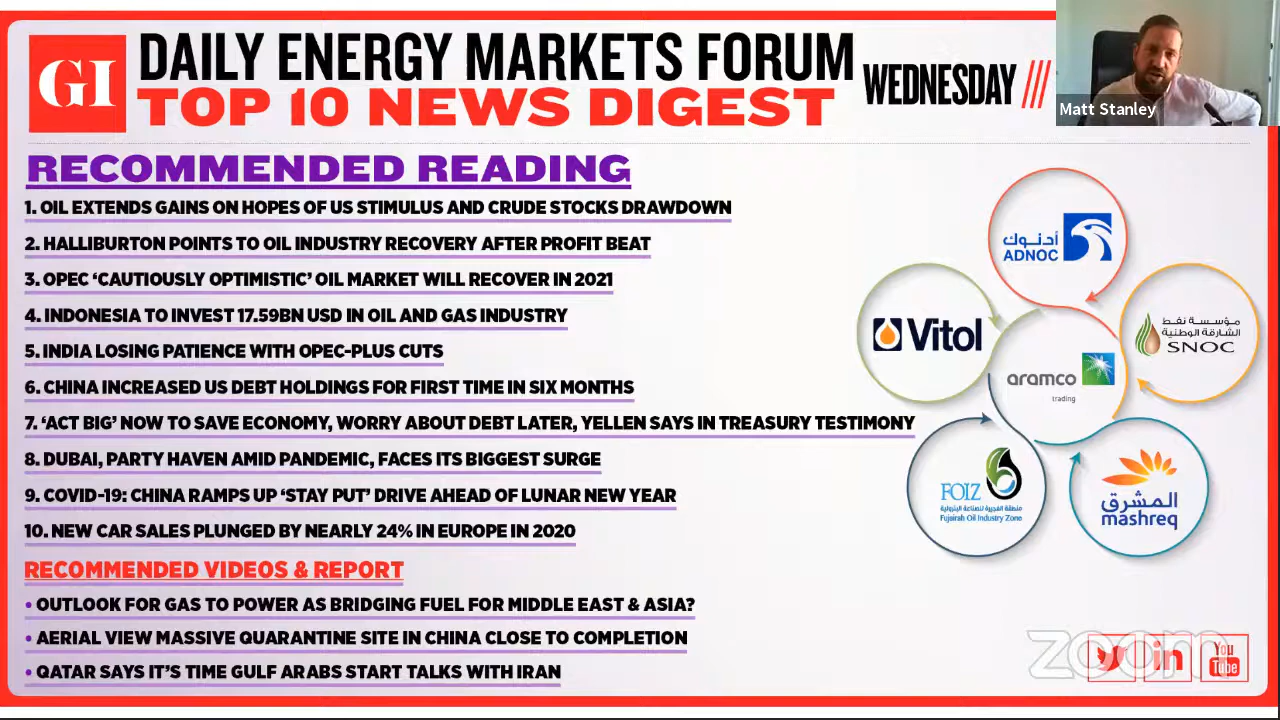 GI
DAILY ENERGY MARKETS FORUM
TOP 10 NEWS DIGEST
WEDNESDAY ///
Matt Stanley
RECOMMENDED READING
1. OIL EXTENDS GAINS ON HOPES OF US STIMULUS AND CRUDE STOCKS DRAWDOWN
2. HALLIBURTON POINTS TO OIL INDUSTRY RECOVERY AFTER PROFIT BEAT
3. OPEC ‘CAUTIOUSLY OPTIMISTIC’ OIL MARKET WILL RECOVER IN 2021
4. INDONESIA TO INVEST 17.59BN USD IN OIL AND GAS INDUSTRY
5. INDIA LOSING PATIENCE WITH OPEC-PLUS CUTS
6. CHINA INCREASED US DEBT HOLDINGS FOR FIRST TIME IN SIX MONTHS
7. ‘ACT BIG’ NOW TO SAVE ECONOMY, WORRY ABOUT DEBT LATER, YELLEN SAYS IN TREASURY TESTIMONY
8. DUBAI, PARTY HAVEN AMID PANDEMIC, FACES ITS BIGGEST SURGE
9. COVID-19: CHINA RAMPS UP ‘STAY PUT’ DRIVE AHEAD OF LUNAR NEW YEAR
10. NEW CAR SALES PLUNGED BY NEARLY 24% IN EUROPE IN 2020
RECOMMENDED VIDEOS & REPORT
• OUTLOOK FOR GAS TO POWER AS BRIDGING FUEL FOR MIDDLE EAST & ASIA?
• AERIAL VIEW MASSIVE QUARANTINE SITE IN CHINA CLOSE TO COMPLETION
• QATAR SAYS IT’S TIME GULF ARABS START TALKS WITH IRAN
أدنوك
ADNOC
Vitol
مؤسسة نفط
الشارقة الوطنية
SNOC
aramco
trading
FOIZ
منطقة الفجيرة للصناعة البترولية
Fujairah Oil Industry Zone
المشرق
mashreq
zoom
in
You
Tube